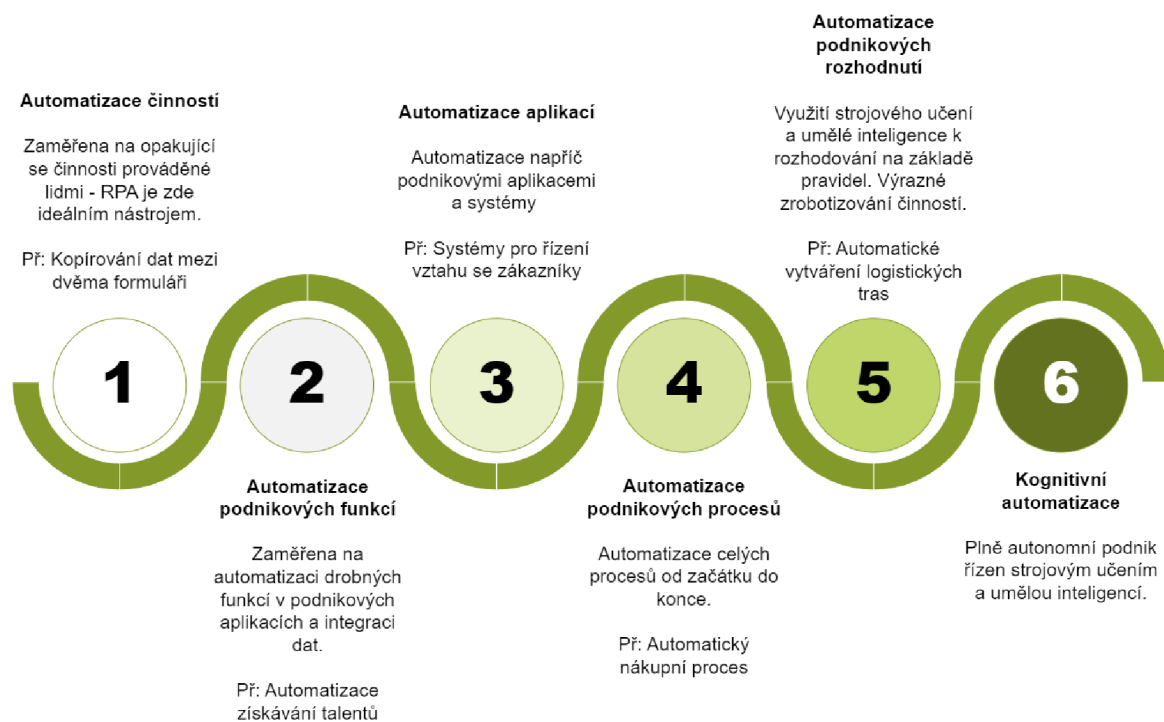 Automatizace činností
Zaměřena na opakující
se činnosti prováděné
lidmi - RPA je zde
ideálním nástrojem.
Př: Kopírování dat mezi
dvěma formuláři
1
2
Automatizace
podnikových funkcí
Zaměřena na
automatizaci drobných
funkcí v podnikových
aplikacích a integraci
dat.
Př: Automatizace
získávání talentů
Automatizace aplikací
Automatizace napříč
podnikovými aplikacemi
a systémy
Př: Systémy pro řízení
vztahu se zákazníky
3
4
Automatizace
podnikových procesů
Automatizace celých
procesů od začátku do
konce.
Př: Automatický
nákupní proces
Automatizace
podnikových
rozhodnutí
Využití strojového učení
a umělé inteligence k
rozhodování na základě
pravidel. Výrazné
zrobotizování činností.
Př: Automatické
vytváření logistických
tras
5
6
Kognitivní
automatizace
Plně autonomní podnik
řízen strojovým učením
a umělou inteligencí.